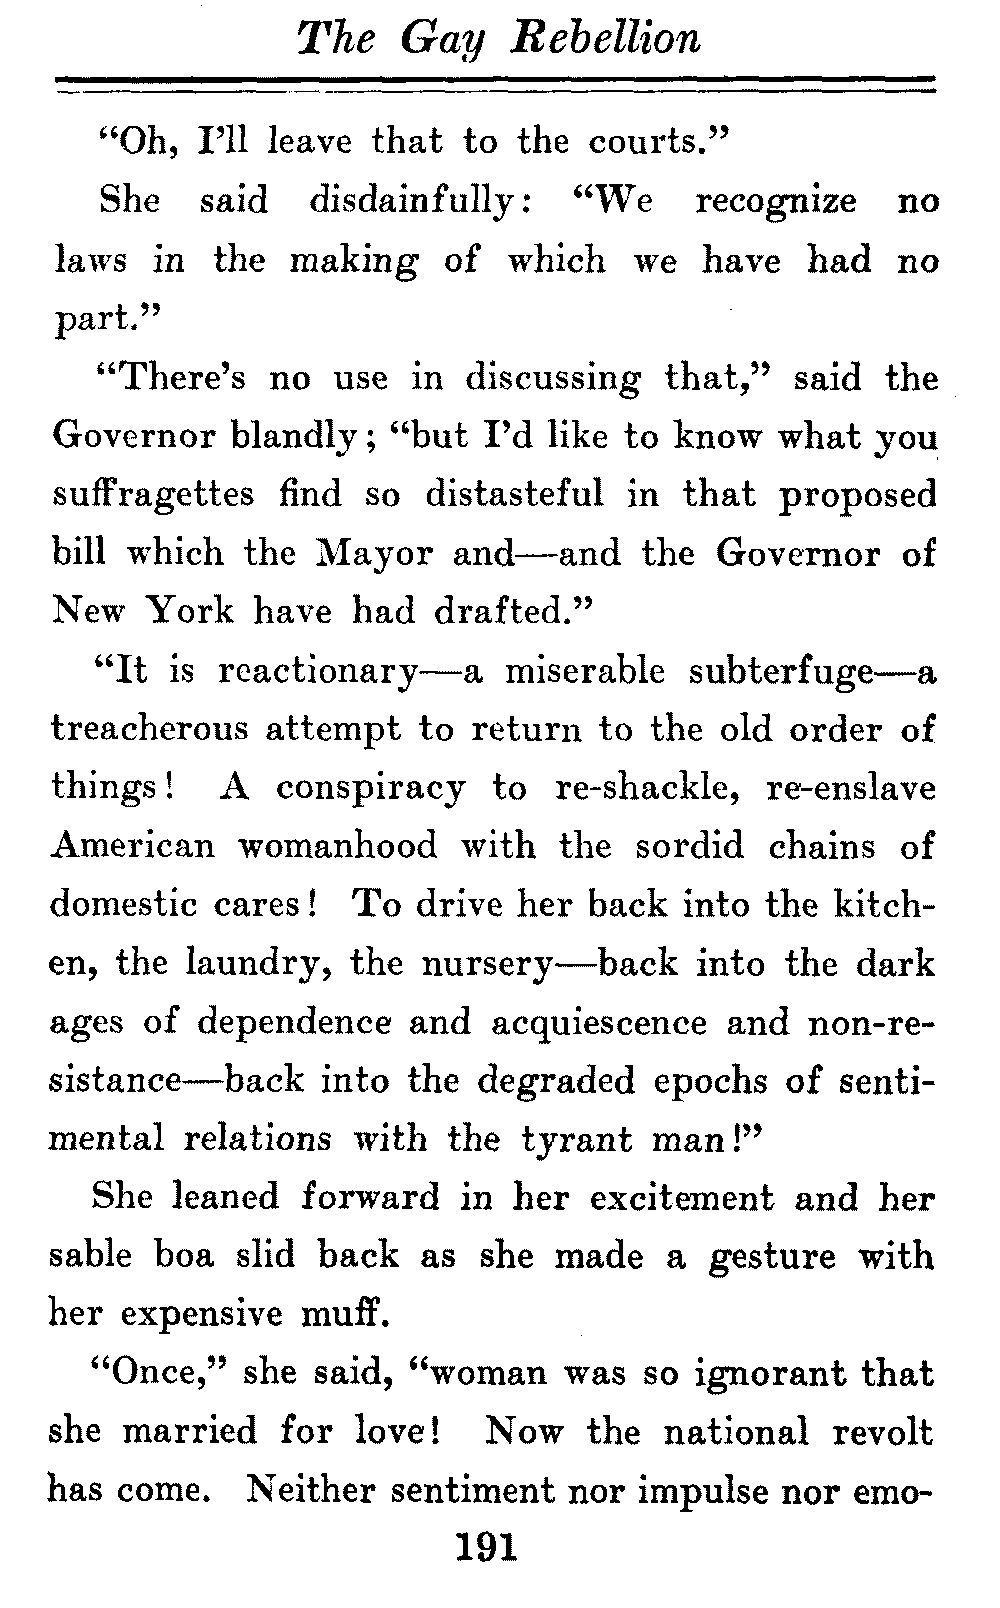 The Gay Rebellion
“Oh, I’ll leave that to the courts.”
She said disdainfully: “We recognize no
laws in the making of which we have had no
part.”
“There’s no use in discussing that,” said the
Governor blandly; “but I’d like to know what you
suffragettes find so distasteful in that proposed
bill which the Mayor and—and the Governor of
New York have had drafted.”
“It is reactionary—a miserable subterfuge—a
treacherous attempt to return to the old order of
things! A conspiracy to re-shackle, re-enslave
American womanhood with the sordid chains of
domestic cares! To drive her back into the kitch-
en, the laundry, the nursery—back into the dark
ages of dependence and acquiescence and non-re-
sistance—back into the degraded epochs of senti-
mental relations with the tyrant man!”
She leaned forward in her excitement and her
sable boa slid back as she made a gesture with
her expensive muff.
“Once,” she said, “woman was so ignorant that
she married for love! Now the national revolt
has come. Neither sentiment nor impulse nor emo-
191